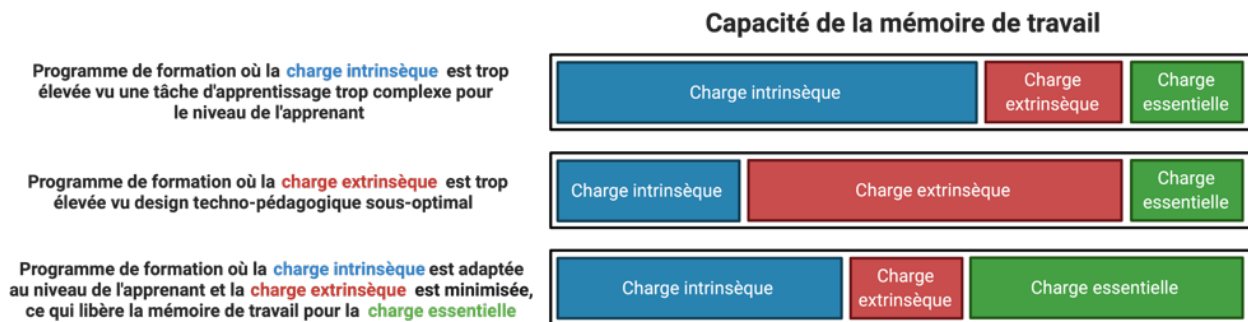 Capacité de la mémoire de travail
Programme de formation où la charge intrinsèque est trop
élevée vu une tâche d'apprentissage trop complexe pour
le niveau de l'apprenant
Charge intrinsèque
Charge
extrinsèque
Charge
essentielle
Programme de formation où la charge extrinsèque est trop
élevée vu design techno-pédagogique sous-optimal
Charge intrinsèque
Charge extrinsèque
Charge
essentielle
Programme de formation où la charge intrinsèque est adaptée
au niveau de l'apprenant et la charge extrinsèque est minimisée,
ce qui libère la mémoire de travail pour la charge essentielle
Charge intrinsèque
Charge
extrinsèque
Charge essentielle